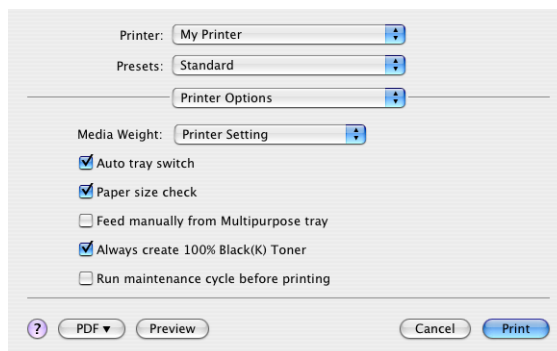 Printer: My Printer
Presets: Standard
Printer Options
Media Weight: Printer Setting
Auto tray switch
Paper size check
Feed manually from Multipurpose tray
Always create 100% Black(K) Toner
Run maintenance cycle before printing
? PDF ▼ Preview Cancel Print